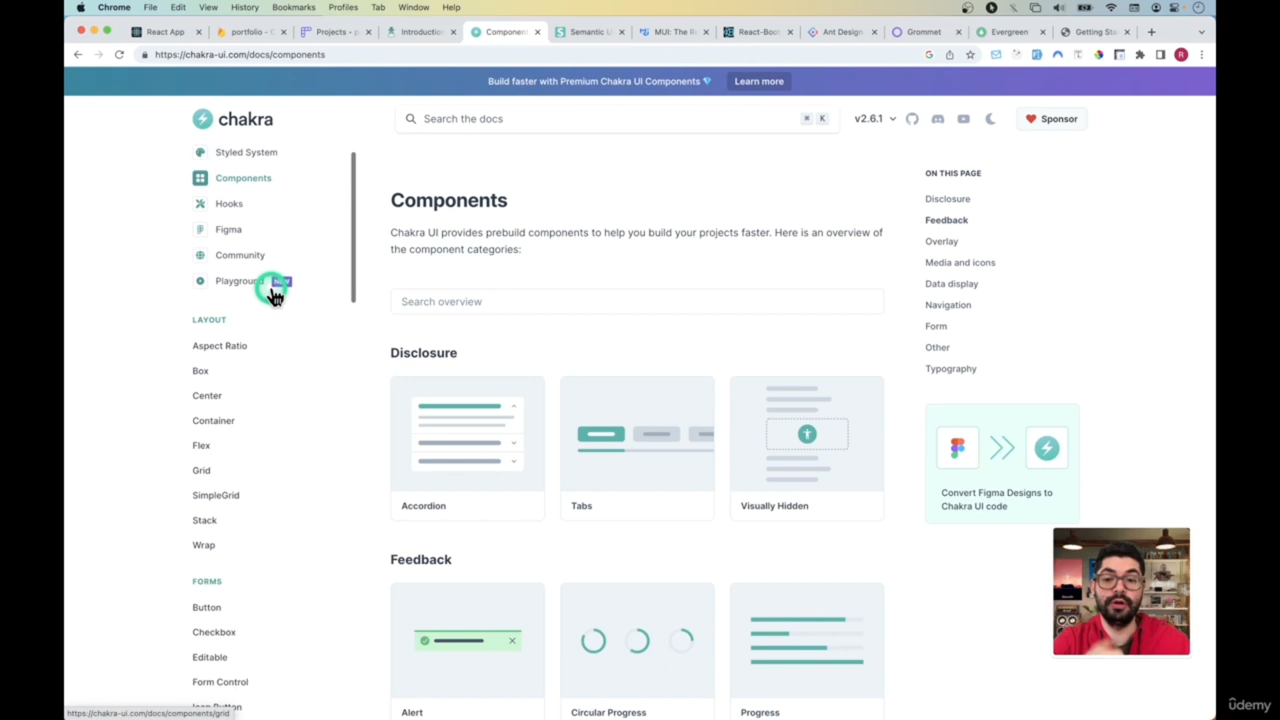 Chrome File Edit View History Bookmarks Profiles Tab Window Help
React App portfolio - Projects - p Introduction Component Semantic U MUI: The Re React-Boot Ant Design Grommet Evergreen Getting Sta
https://chakra-ui.com/docs/components
Build faster with Premium Chakra UI Components 💎 Learn more
chakra
Search the docs ⌘ K v2.6.1 Sponsor
Styled System
Components
Hooks
Figma
Community
Playground
LAYOUT
Aspect Ratio
Box
Center
Container
Flex
Grid
SimpleGrid
Stack
Wrap
FORMS
Button
Checkbox
Editable
Form Control
Icon Button
Components
Chakra UI provides prebuild components to help you build your projects faster. Here is an overview of
the component categories:
Search overview
Disclosure
Accordion Tabs Visually Hidden
Feedback
Alert Circular Progress Progress
ON THIS PAGE
Disclosure
Feedback
Overlay
Media and icons
Data display
Navigation
Form
Other
Typography
Convert Figma Designs to
Chakra UI code
https://chakra-ui.com/docs/components/grid
ûdemy